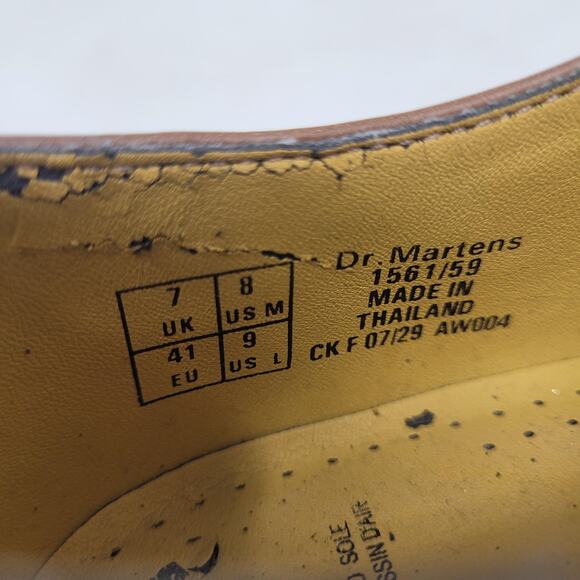 7 UK
8 US M
41 EU
9 US L
Dr. Martens
1561/59
MADE IN
THAILAND
CK F 07/29 AW004
SOLE